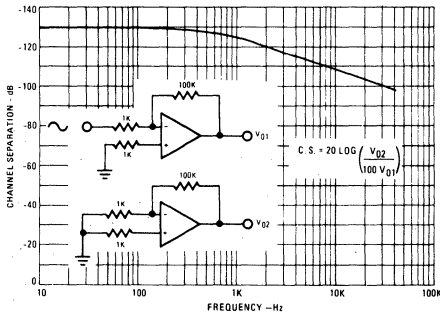 CHANNEL SEPARATION - dB
-140
-120
-100
-80
-60
-40
-20
0
100K
1K
1K
V01
C.S. = 20 LOG (V02 / 100 V01)
100K
1K
1K
V02
10
100
1K
10K
100K
FREQUENCY –Hz